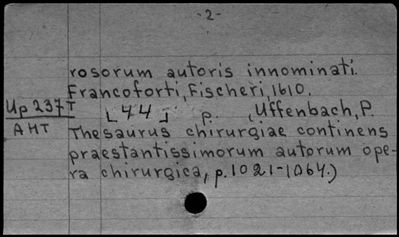 -2-
rosorum autoris innominati.
Francoforti, Fischeri, 1610.
Up 237T [44] p. (Uffenbach, P.
AHT Thesaurus chirurgiae continens
praestantissimorum autorum ope-
ra chirurgica, p. 1021-1064.)